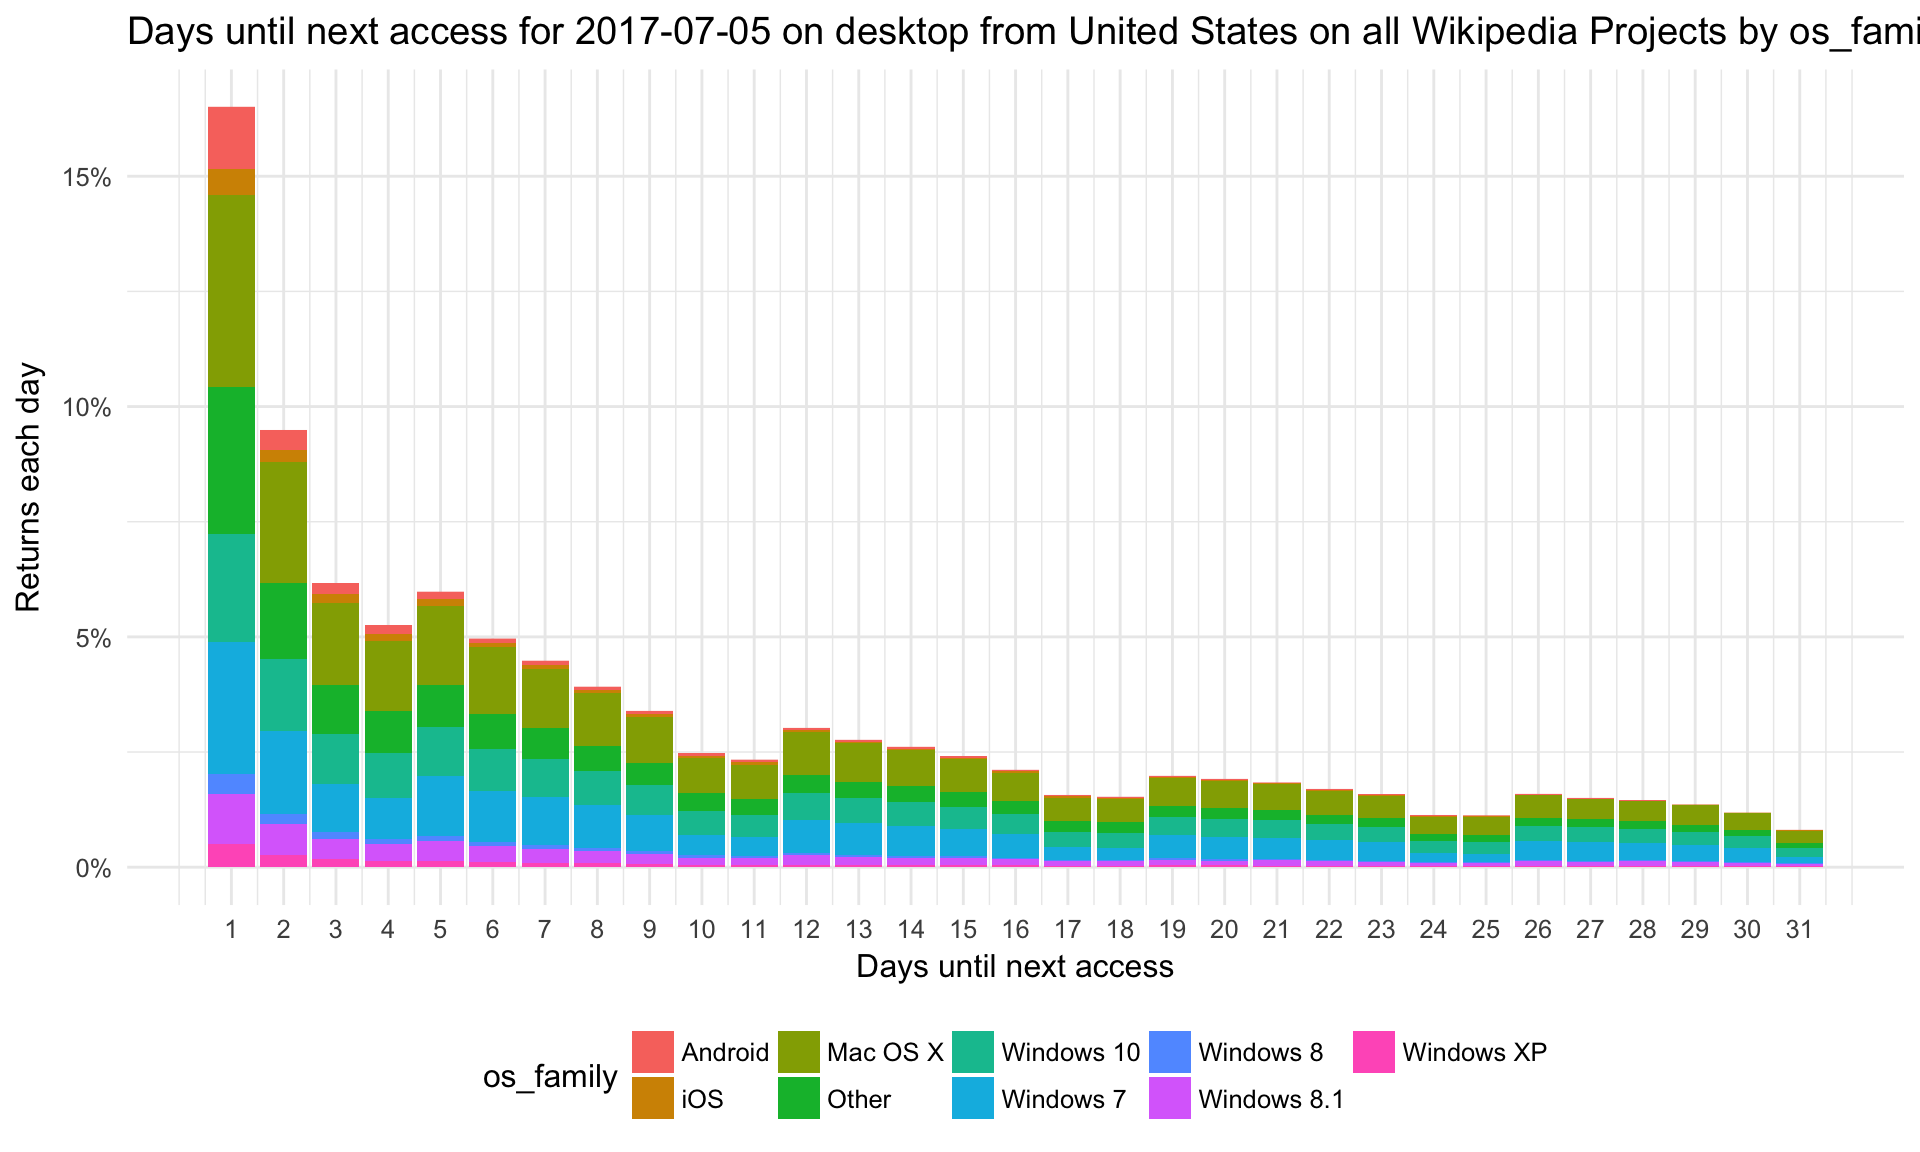 Days until next access for 2017-07-05 on desktop from United States on all Wikipedia Projects by os_fami
Returns each day
15%
10%
5%
0%
1 2 3 4 5 6 7 8 9 10 11 12 13 14 15 16 17 18 19 20 21 22 23 24 25 26 27 28 29 30 31
Days until next access
os_family
Android Mac OS X Windows 10 Windows 8 Windows XP
iOS Other Windows 7 Windows 8.1